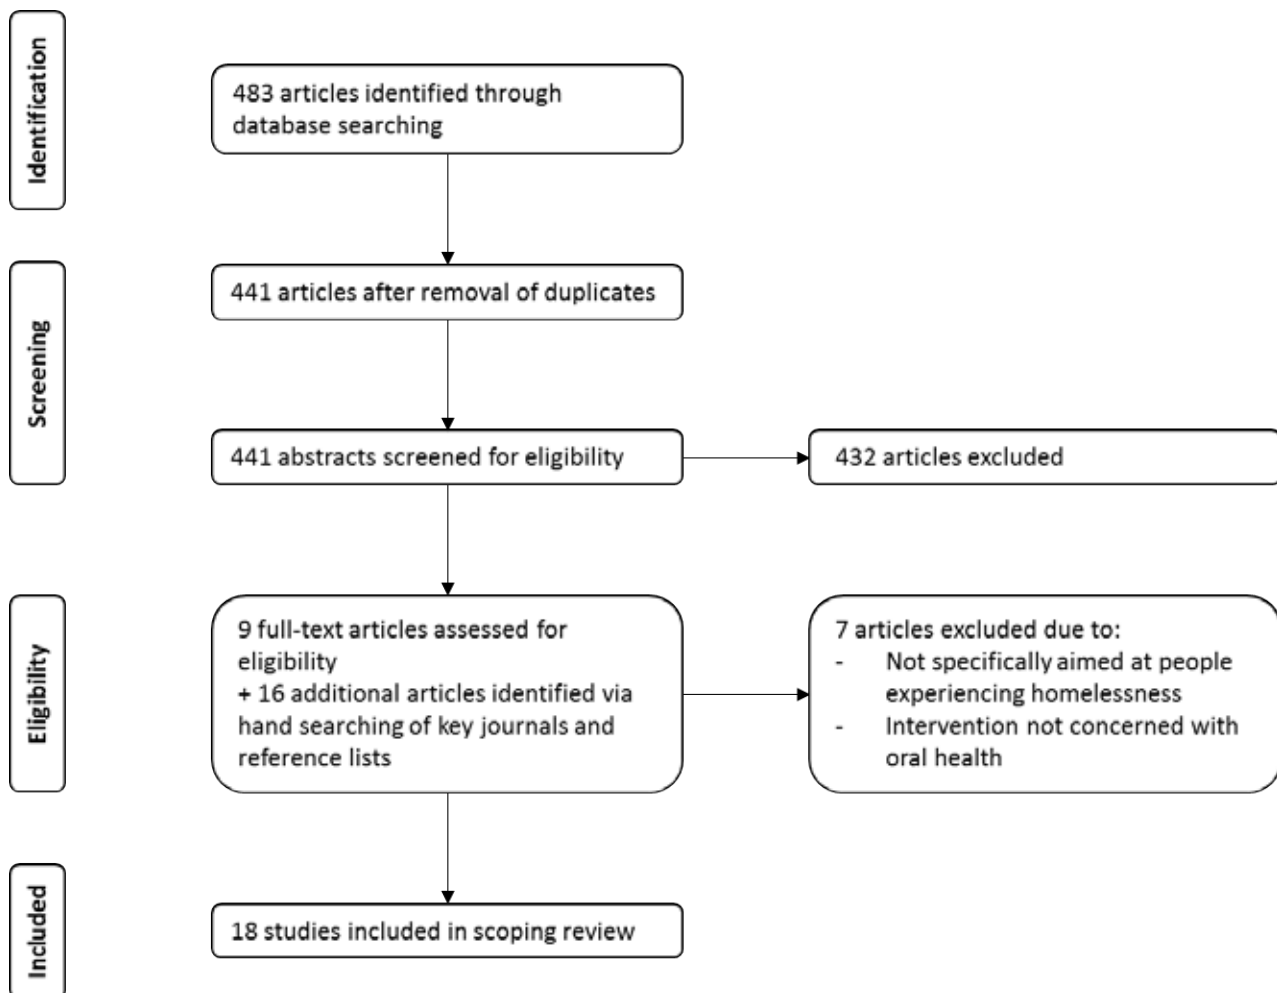 Identification
483 articles identified through
database searching
Screening
441 articles after removal of duplicates
441 abstracts screened for eligibility
432 articles excluded
Eligibility
9 full-text articles assessed for
eligibility
+ 16 additional articles identified via
hand searching of key journals and
reference lists
7 articles excluded due to:
- Not specifically aimed at people
experiencing homelessness
- Intervention not concerned with
oral health
Included
18 studies included in scoping review